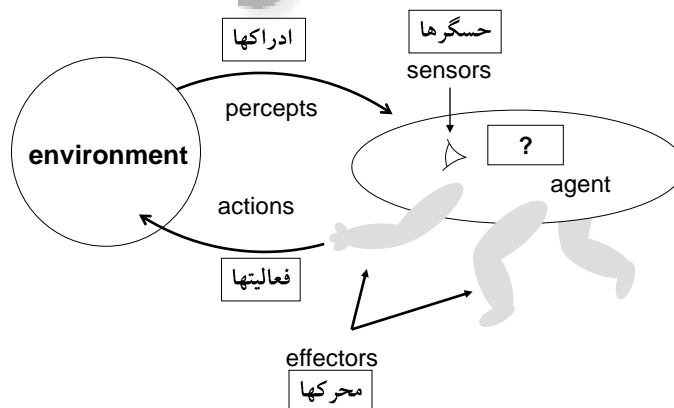 ادراکها
حسگرها
sensors
percepts
environment
?
agent
actions
فعالیتها
effectors
محرکها